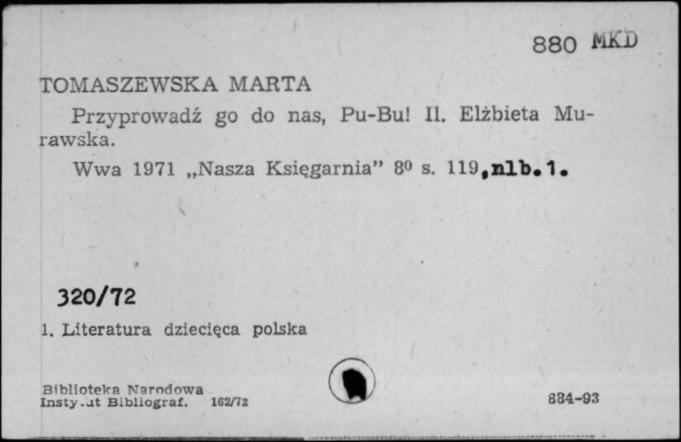 880 MKD
TOMASZEWSKA MARTA
Przyprowadź go do nas, Pu-Bu! Il. Elżbieta Mu-
rawska.
Wwa 1971 „Nasza Księgarnia” 8⁰ s. 119,nlb.1.
320/72
1. Literatura dziecięca polska
Biblioteka Narodowa
Insty.ut Bibliograf. 162/72
884-93